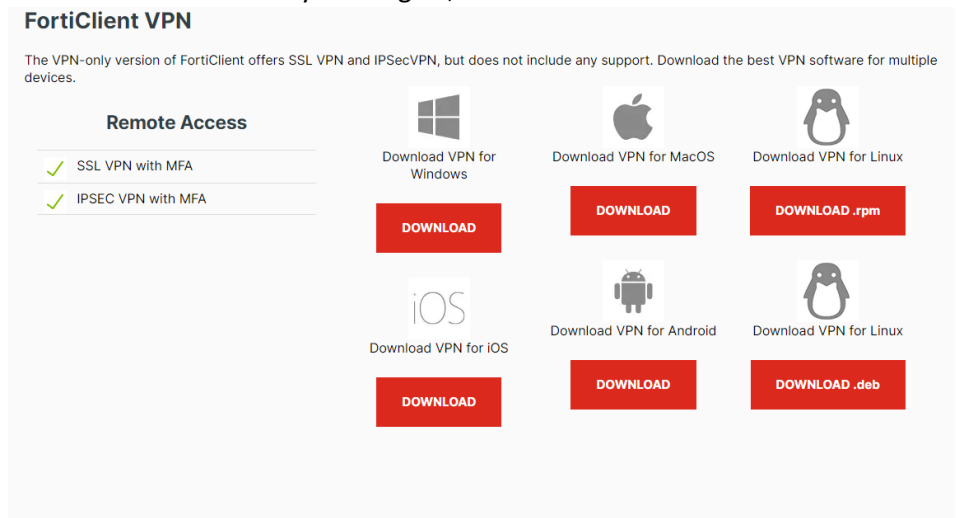 FortiClient VPN
The VPN-only version of FortiClient offers SSL VPN and IPSecVPN, but does not include any support. Download the best VPN software for multiple
devices.
Remote Access
SSL VPN with MFA
IPSEC VPN with MFA
Download VPN for
Windows
DOWNLOAD
Download VPN for MacOS
DOWNLOAD
Download VPN for Linux
DOWNLOAD .rpm
iOS
Download VPN for iOS
DOWNLOAD
Download VPN for Android
DOWNLOAD
Download VPN for Linux
DOWNLOAD .deb